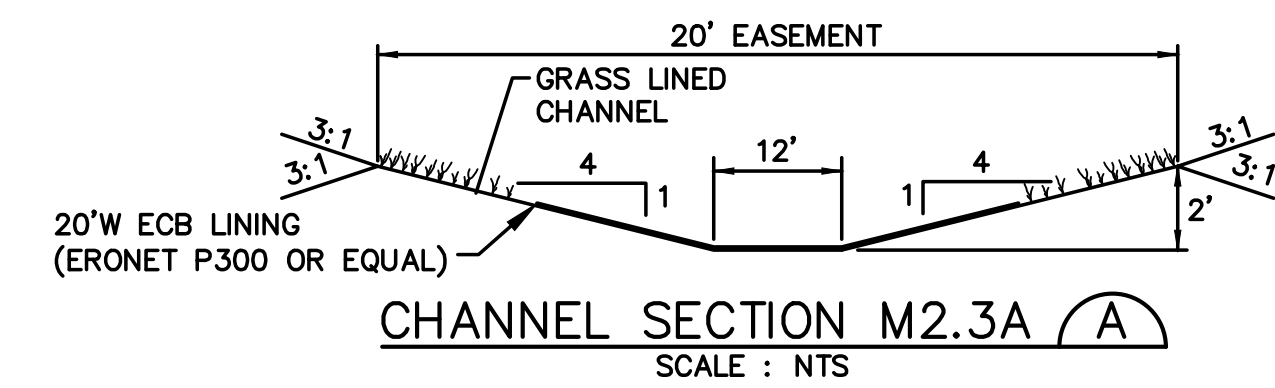 20' EASEMENT
GRASS LINED
CHANNEL
3:1
3:1
4
1
12'
4
1
3:1
3:1
2'
20'W ECB LINING
(ERONET P300 OR EQUAL)
CHANNEL SECTION M2.3A A
SCALE : NTS